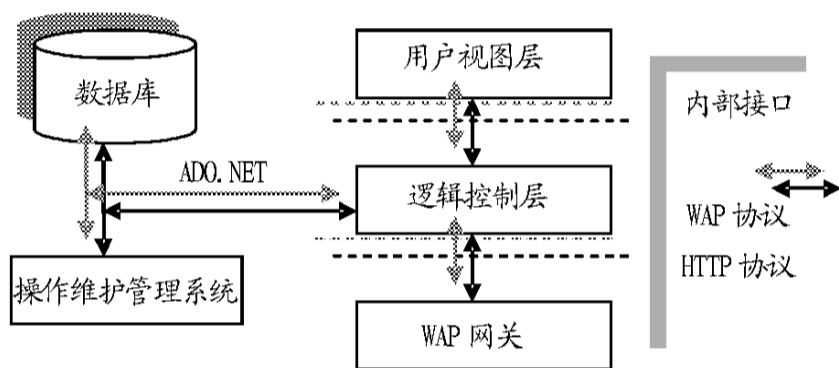 数据库
用户视图层
ADO.NET
逻辑控制层
操作维护管理系统
WAP 网关
内部接口
WAP 协议
HTTP 协议